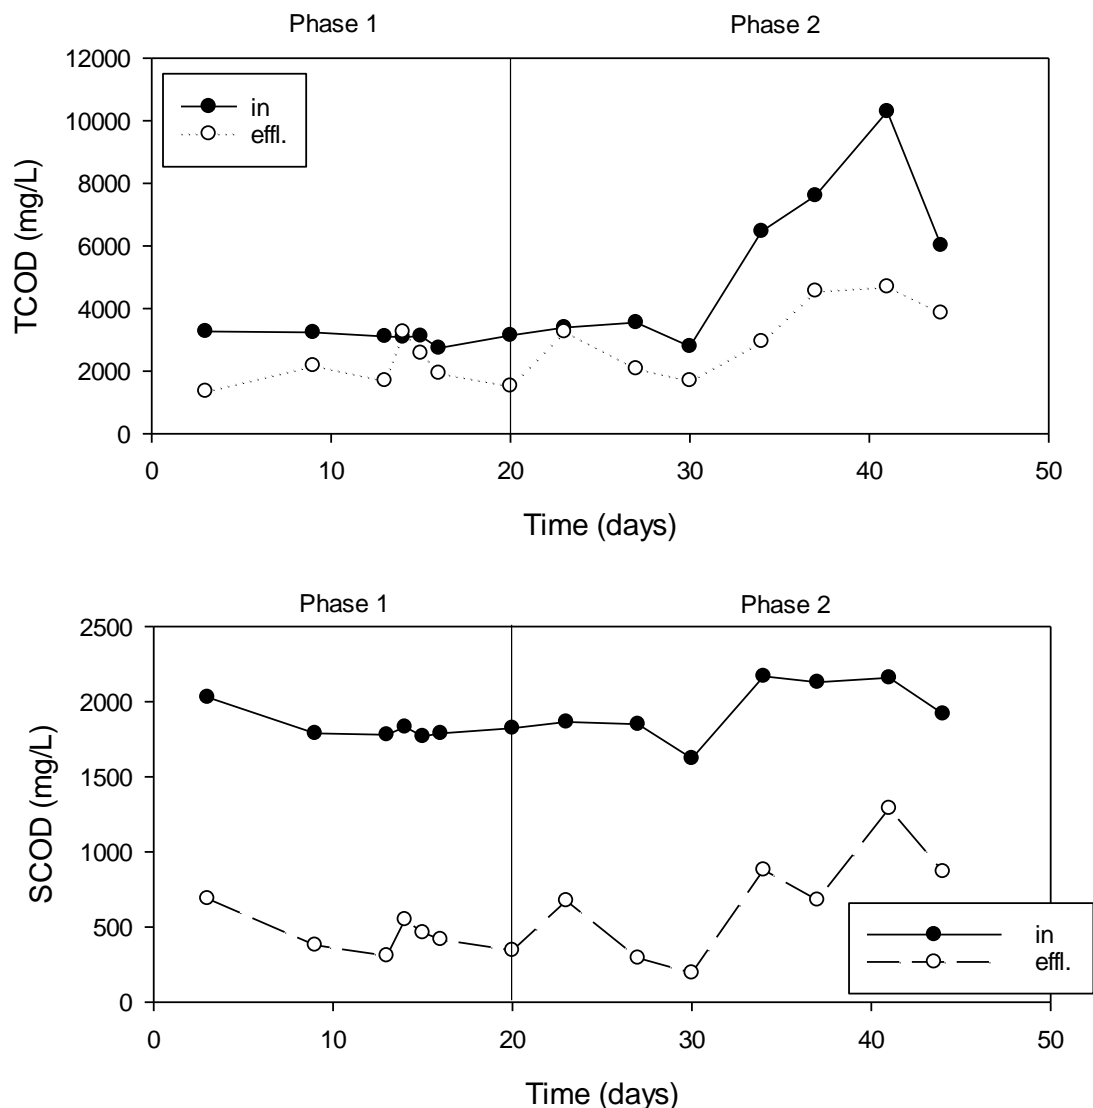 Phase 1
Phase 2
12000
10000
8000
6000
4000
2000
0
TCOD (mg/L)
in
effl.
0 10 20 30 40 50
Time (days)
Phase 1
Phase 2
2500
2000
1500
1000
500
0
SCOD (mg/L)
in
effl.
0 10 20 30 40 50
Time (days)